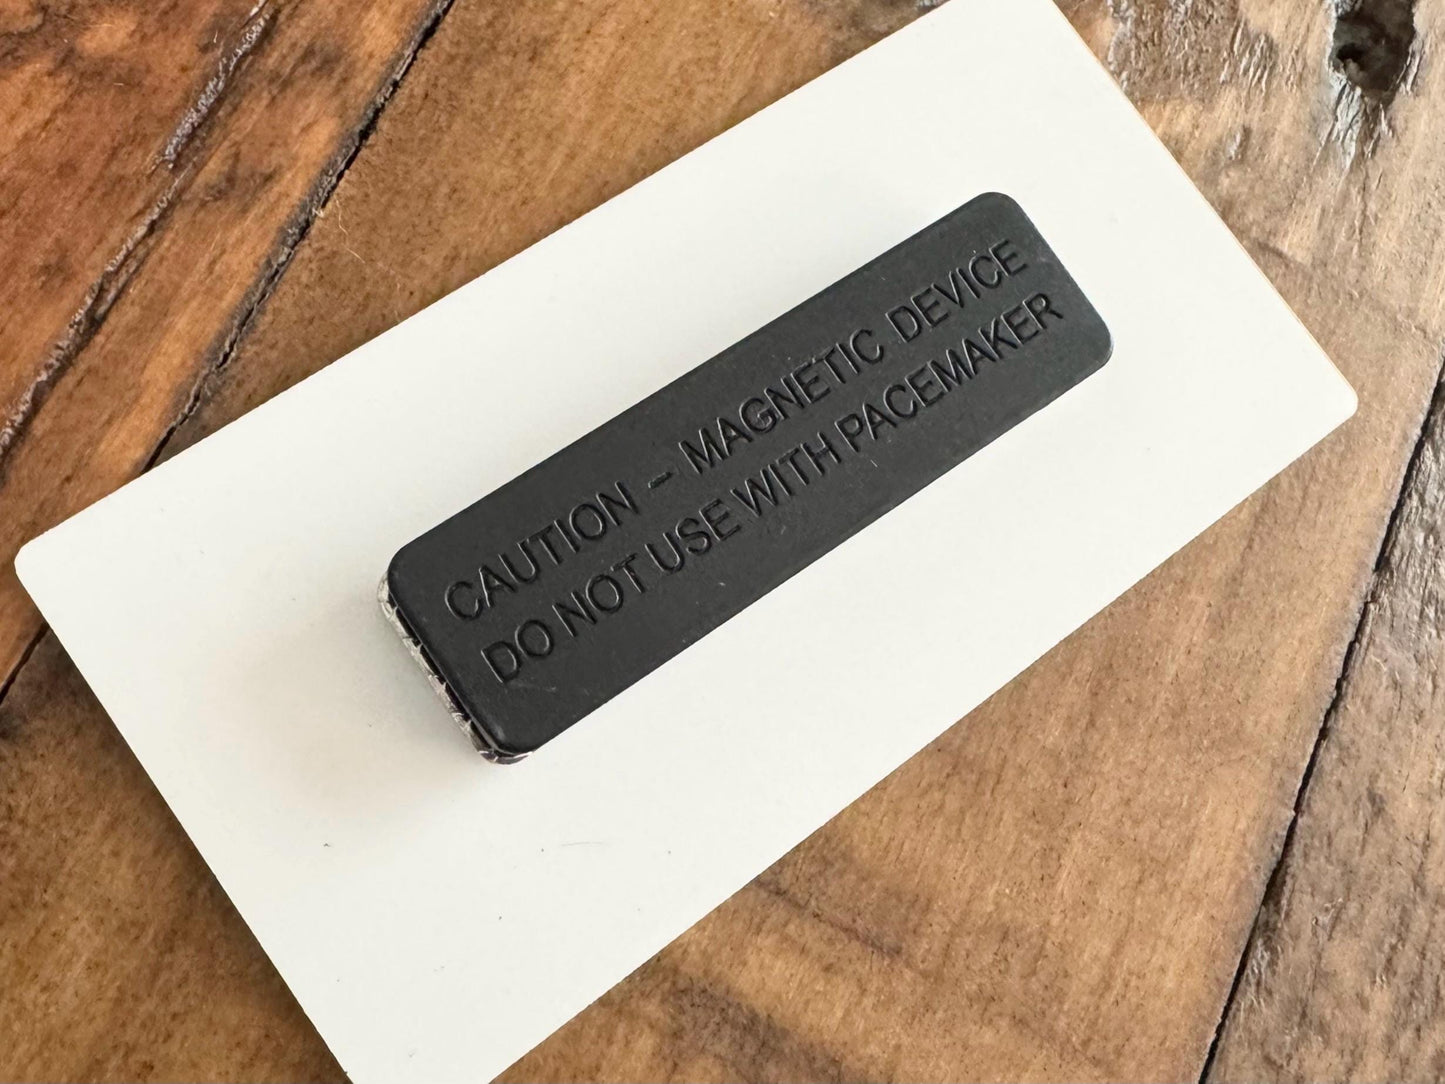 CAUTION – MAGNETIC DEVICE
DO NOT USE WITH PACEMAKER